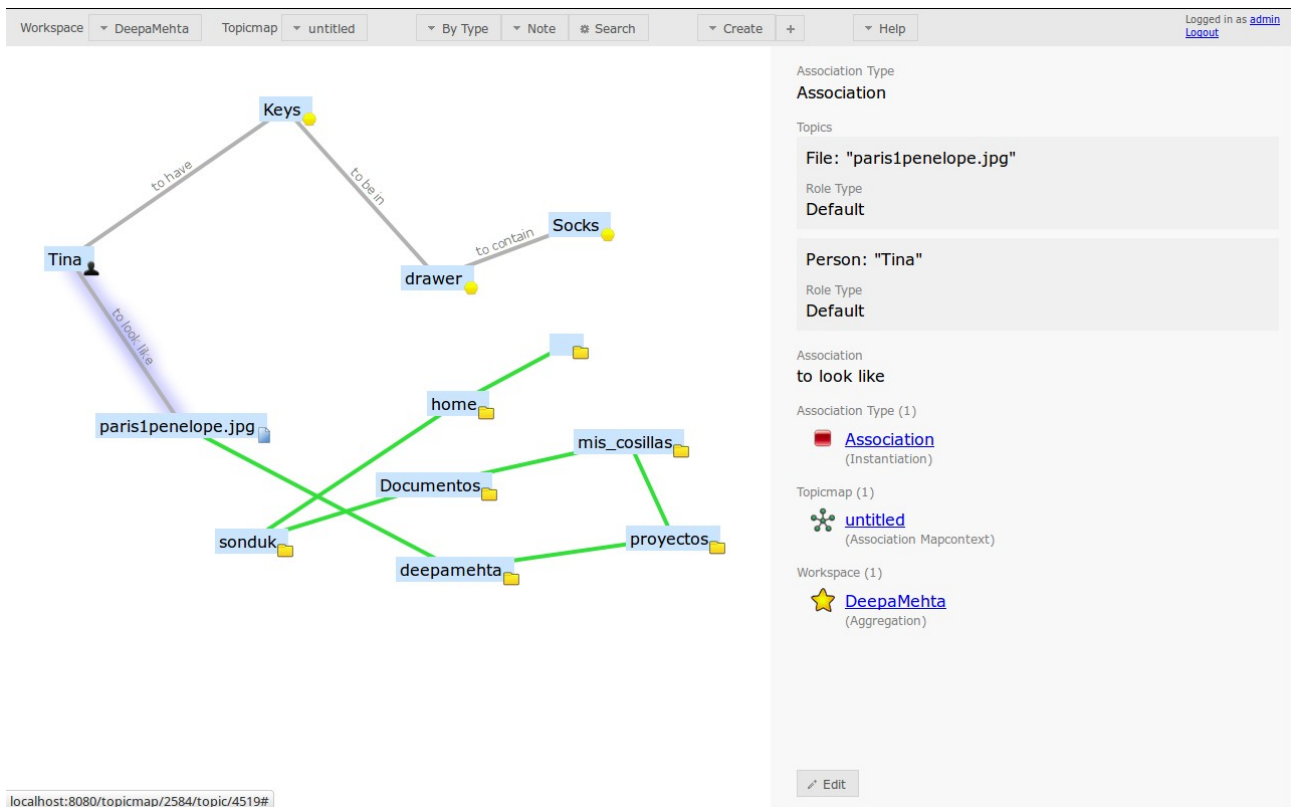 Workspace DeepaMehta Topicmap untitled By Type Note Search Create + Help
Logged in as admin
Logout
Keys
to have
to be in
Socks
to contain
Tina
drawer
to look like
home
paris1penelope.jpg
mis_cosillas
Documentos
sonduk
proyectos
deepamehta
Association Type
Association
Topics
File: "paris1penelope.jpg"
Role Type
Default
Person: "Tina"
Role Type
Default
Association
to look like
Association Type (1)
Association
(Instantiation)
Topicmap (1)
untitled
(Association Mapcontext)
Workspace (1)
DeepaMehta
(Aggregation)
Edit
localhost:8080/topicmap/2584/topic/4519#